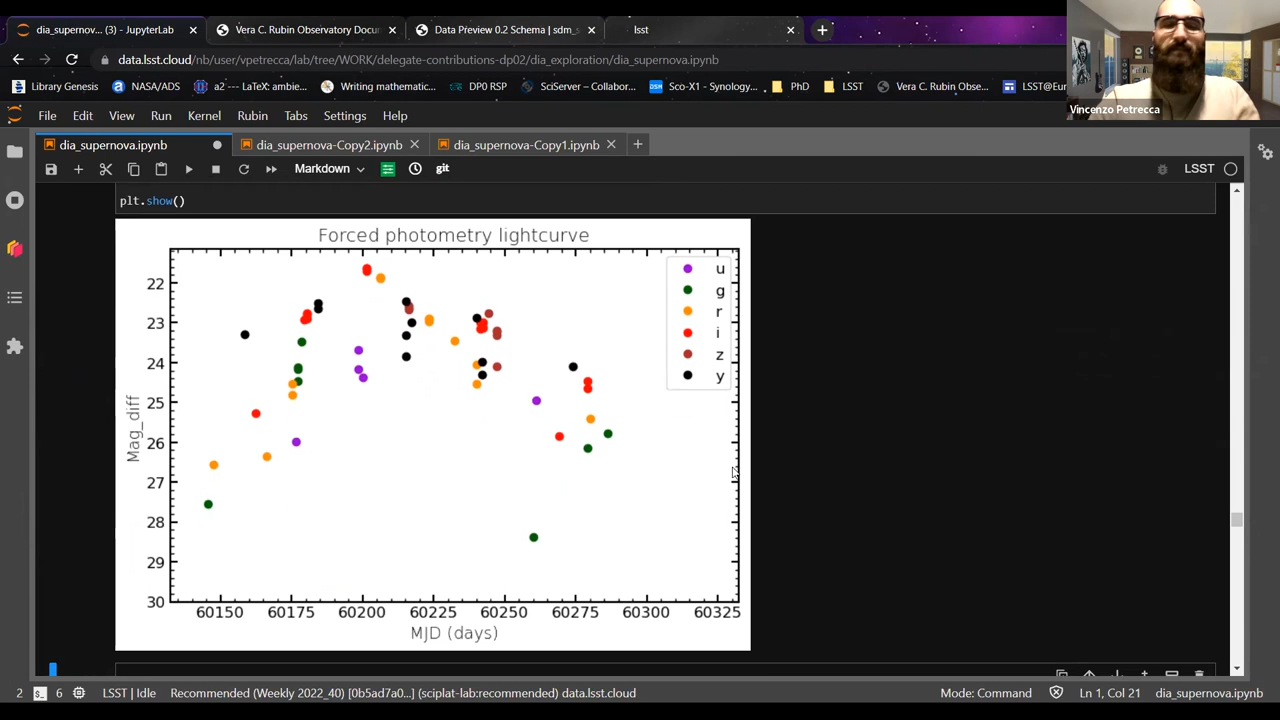 dia_supernova... (3) - JupyterLab
Vera C. Rubin Observatory Docu
Data Preview 0.2 Schema | sdm_s
lsst
data.lsst.cloud/nb/user/vpetrecca/lab/tree/WORK/delegate-contributions-dp02/dia_exploration/dia_supernova.ipynb
Library Genesis
NASA/ADS
a2 --- LaTeX: ambie...
Writing mathematic...
DP0 RSP
SciServer – Collabor...
Sco-X1 - Synology...
PhD
LSST
Vera C. Rubin Obse...
LSST@Eur
Vincenzo Petrecca
File Edit View Run Kernel Rubin Tabs Settings Help
dia_supernova.ipynb
dia_supernova-Copy2.ipynb
dia_supernova-Copy1.ipynb
Markdown
git
LSST
plt.show()
Forced photometry lightcurve
u
g
r
i
z
y
Mag_diff
22
23
24
25
26
27
28
29
30
60150 60175 60200 60225 60250 60275 60300 60325
MJD (days)
2 $_ 6 LSST | Idle Recommended (Weekly 2022_40) [0b5ad7a0...] (sciplat-lab:recommended) data.lsst.cloud Mode: Command Ln 1, Col 21 dia_supernova.ipynb